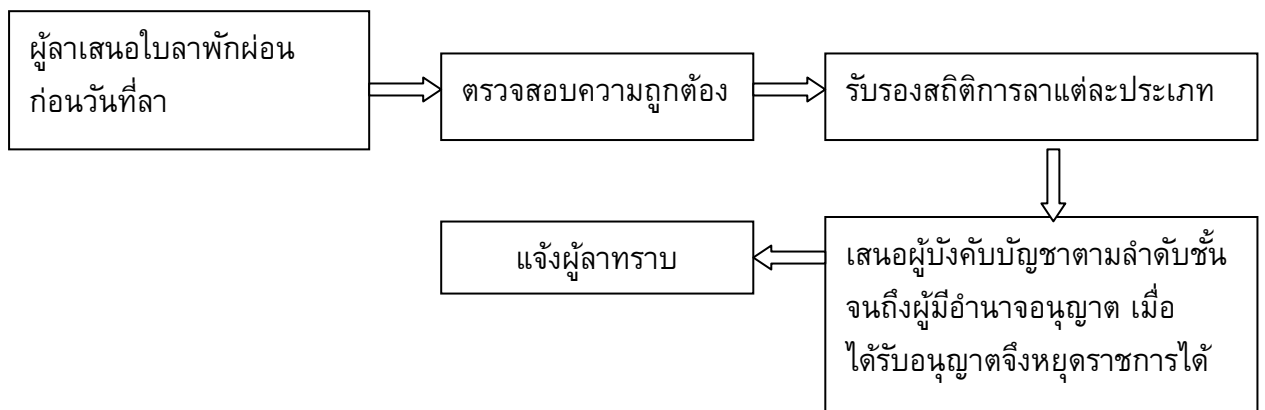 ผู้ลาเสนอใบลาพักผ่อน
ก่อนวันที่ลา
ตรวจสอบความถูกต้อง
รับรองสถิติการลาแต่ละประเภท
เสนอผู้บังคับบัญชาตามลำดับชั้น
จนถึงผู้มีอำนาจอนุญาต เมื่อ
ได้รับอนุญาตจึงหยุดราชการได้
แจ้งผู้ลาทราบ